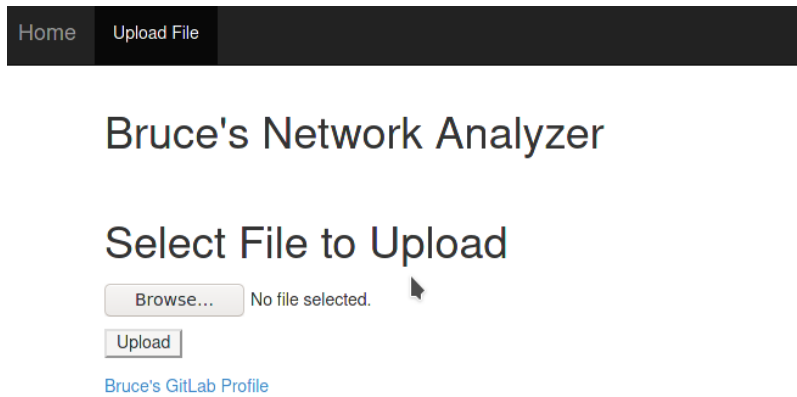 Home Upload File
Bruce's Network Analyzer
Select File to Upload
Browse... No file selected.
Upload
Bruce's GitLab Profile